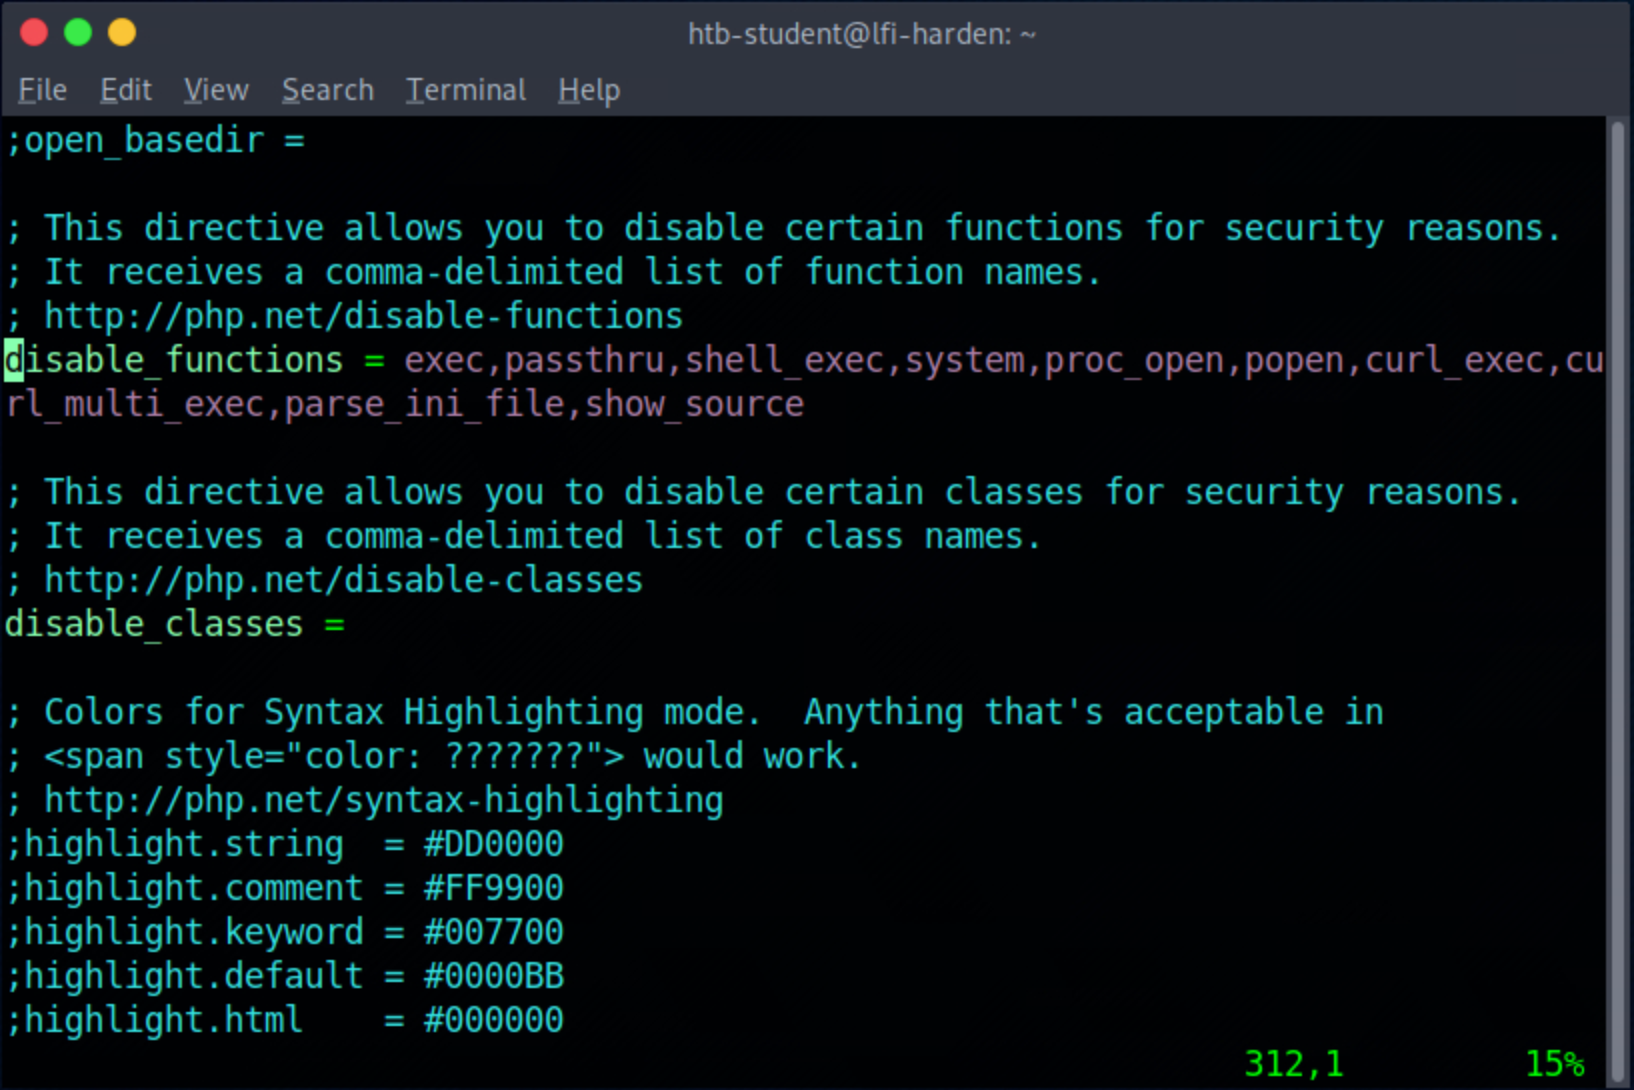 htb-student@lfi-harden: ~
File Edit View Search Terminal Help
;open_basedir =
; This directive allows you to disable certain functions for security reasons.
; It receives a comma-delimited list of function names.
; http://php.net/disable-functions
disable_functions = exec,passthru,shell_exec,system,proc_open,popen,curl_exec,cu
rl_multi_exec,parse_ini_file,show_source
; This directive allows you to disable certain classes for security reasons.
; It receives a comma-delimited list of class names.
; http://php.net/disable-classes
disable_classes =
; Colors for Syntax Highlighting mode.  Anything that's acceptable in
; <span style="color: ???????"> would work.
; http://php.net/syntax-highlighting
;highlight.string  = #DD0000
;highlight.comment = #FF9900
;highlight.keyword = #007700
;highlight.default = #0000BB
;highlight.html    = #000000
312,1 15%